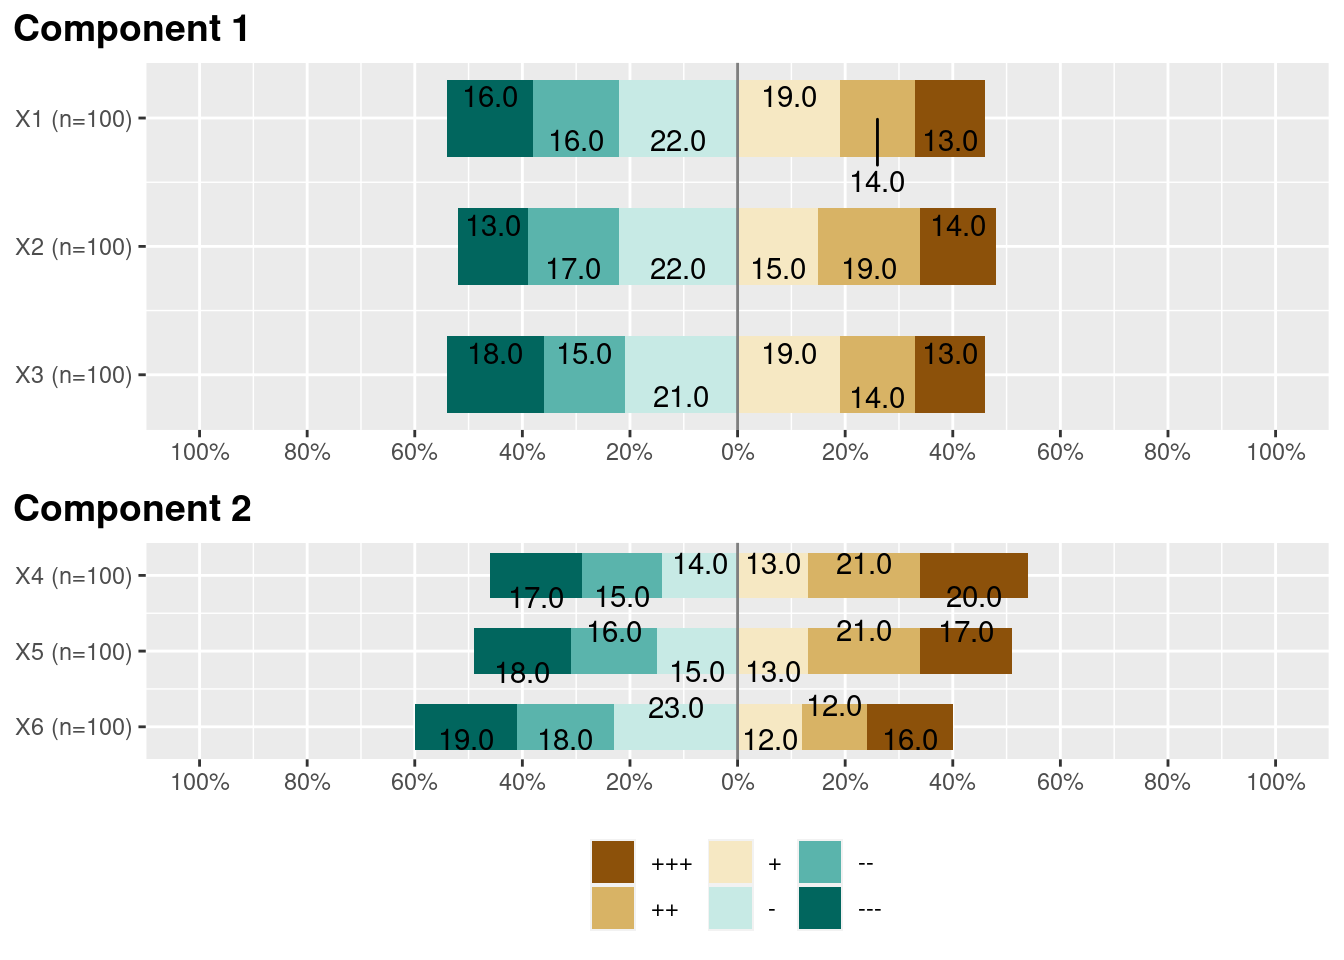 Component 1
X1 (n=100)
16.0 16.0 22.0 19.0 14.0 13.0
X2 (n=100)
13.0 17.0 22.0 15.0 19.0 14.0
X3 (n=100)
18.0 15.0 21.0 19.0 14.0 13.0
100% 80% 60% 40% 20% 0% 20% 40% 60% 80% 100%
Component 2
X4 (n=100)
17.0 15.0 14.0 13.0 21.0 20.0
X5 (n=100)
18.0 16.0 15.0 13.0 21.0 17.0
X6 (n=100)
19.0 18.0 23.0 12.0 12.0 16.0
100% 80% 60% 40% 20% 0% 20% 40% 60% 80% 100%
+++ + --
++ - ---